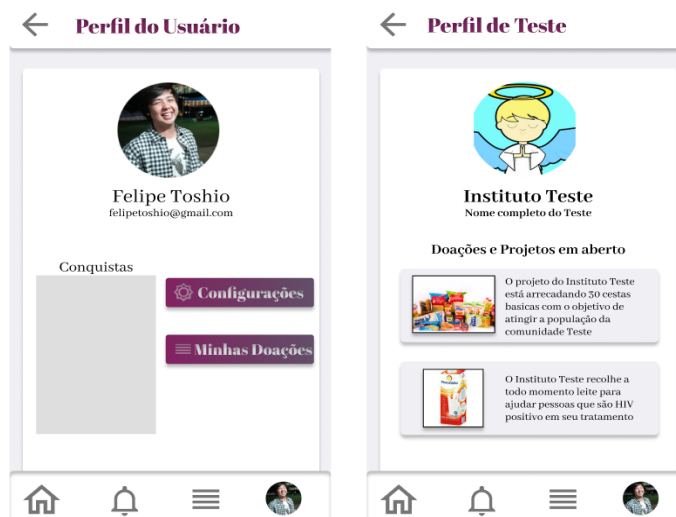 Perfil do Usuário
Felipe Toshio
felipetoshio@gmail.com
Conquistas
Configurações
Minhas Doações
Perfil de Teste
Instituto Teste
Nome completo do Teste
Doações e Projetos em aberto
O projeto do Instituto Teste
está arrecadando 30 cestas
basicas com o objetivo de
atingir a população da
comunidade Teste
O Instituto Teste recolhe a
todo momento leite para
ajudar pessoas que são HIV
positivo em seu tratamento